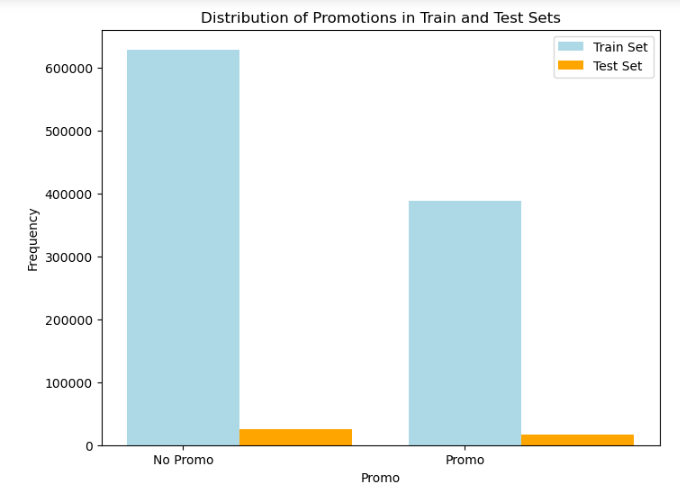 Distribution of Promotions in Train and Test Sets
Train Set
Test Set
600000
500000
400000
300000
200000
100000
0
Frequency
No Promo
Promo
Promo